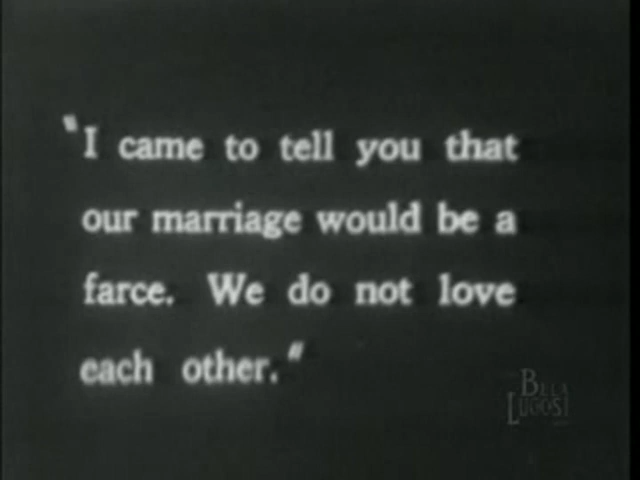 "I came to tell you that
our marriage would be a
farce. We do not love
each other."
BELA
LUGOSI